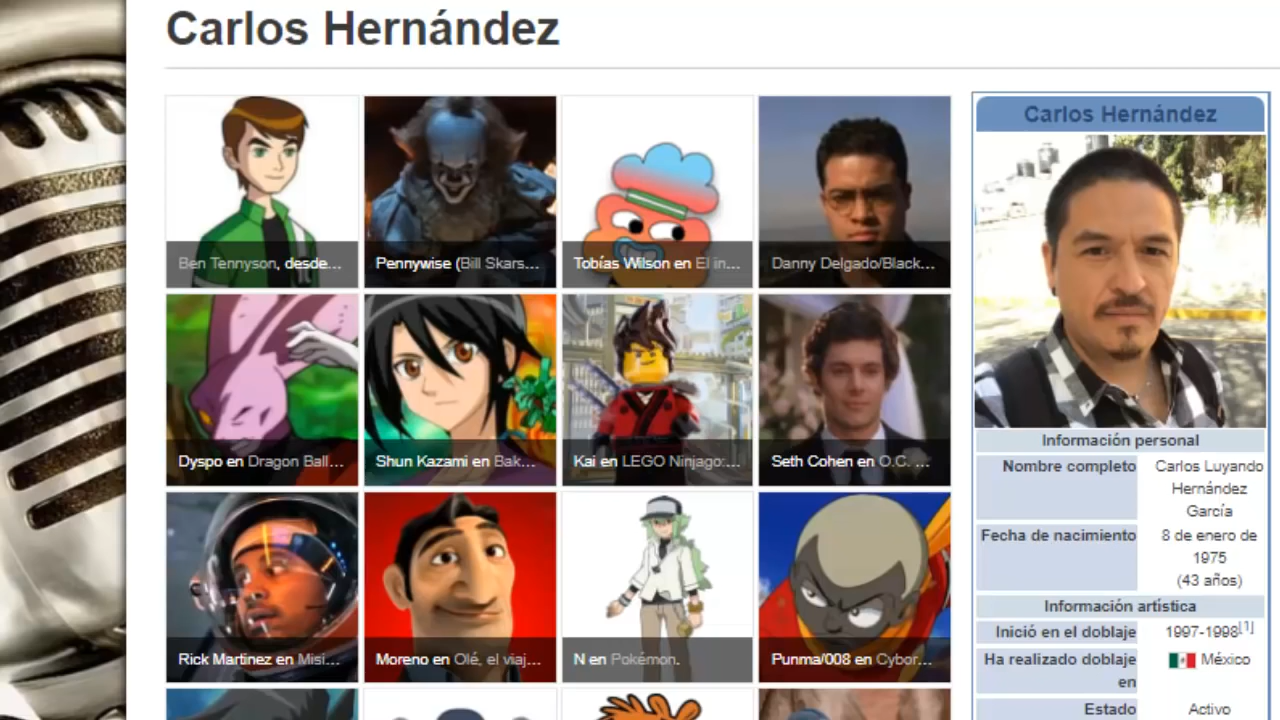 Carlos Hernández
Ben Tennyson, desde...
Pennywise (Bill Skars...
Tobías Wilson en El in...
Danny Delgado/Black...
Dyspo en Dragon Ball...
Shun Kazami en Bak...
Kai en LEGO Ninjago:...
Seth Cohen en O.C. ...
Rick Martinez en Misi...
Moreno en Olé, el viaj...
N en Pokémon.
Punma/008 en Cybor...
Carlos Hernández
Información personal
Nombre completo
Carlos Luyando
Hernández
García
Fecha de nacimiento
8 de enero de
1975
(43 años)
Información artística
Inició en el doblaje
1997-1998[1]
Ha realizado doblaje
en
México
Estado
Activo